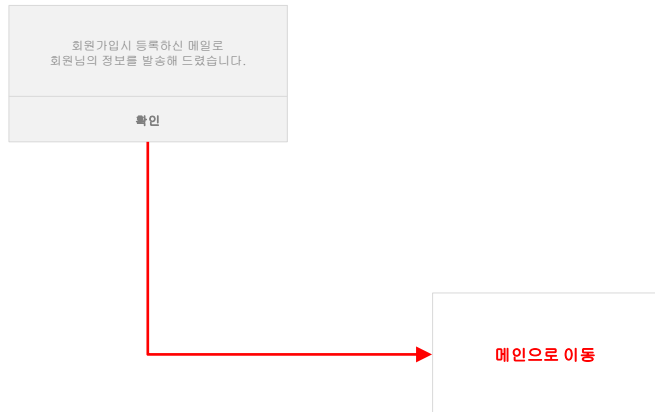 회원가입시 등록하신 메일로
회원님의 정보를 발송해 드렸습니다.
확인
메인으로 이동